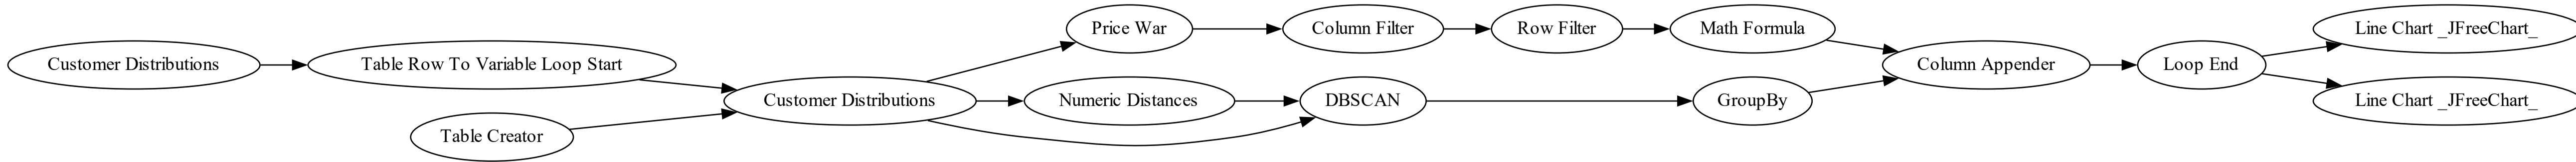 Customer Distributions
Table Row To Variable Loop Start
Table Creator
Customer Distributions
Price War
Numeric Distances
Column Filter
DBSCAN
Row Filter
Math Formula
GroupBy
Column Appender
Loop End
Line Chart _JFreeChart_
Line Chart _JFreeChart_